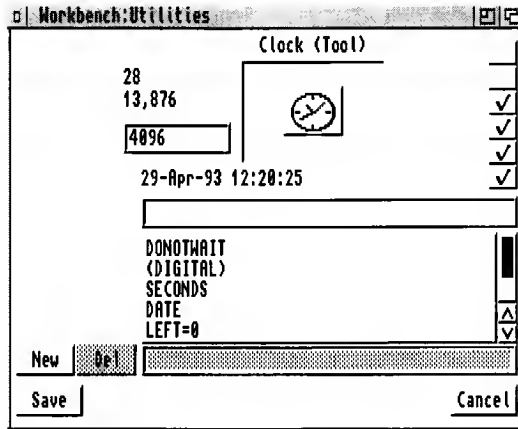 Workbench:Utilities
Clock (Tool)
28
13,876
4096
29-Apr-93 12:20:25
DONOTWAIT
(DIGITAL)
SECONDS
DATE
LEFT=0
New Del
Save Cancel